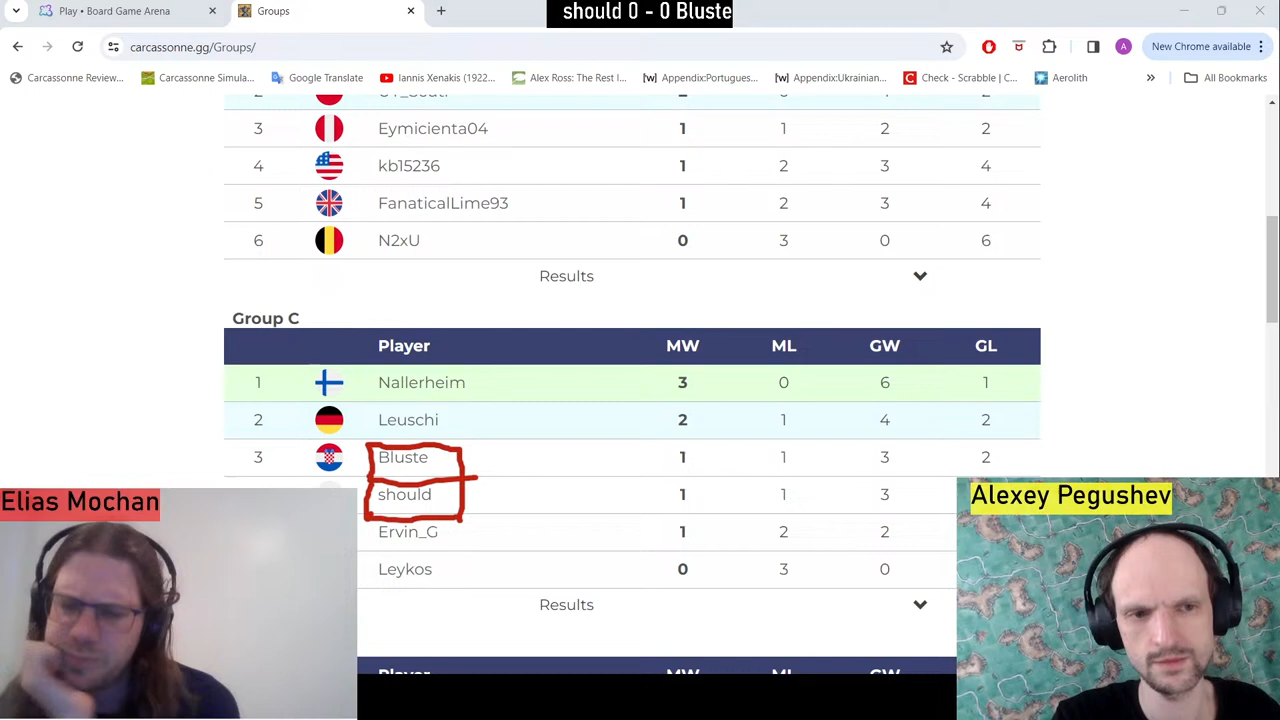 should 0 - 0 Bluste
Play • Board Game Arena
Groups
carcassonne.gg/Groups/
New Chrome available
A
Carcassonne Review...
Carcassonne Simula...
Google Translate
Iannis Xenakis (1922...
Alex Ross: The Rest I...
[w] Appendix:Portugues...
[w] Appendix:Ukrainian...
C Check - Scrabble | C...
Aerolith
All Bookmarks
3 Eymicienta04 1 1 2 2
4 kb15236 1 2 3 4
5 FanaticalLime93 1 2 3 4
6 N2xU 0 3 0 6
Results
Group C
Player MW ML GW GL
1 Nallerheim 3 0 6 1
2 Leuschi 2 1 4 2
3 Bluste 1 1 3 2
should 1 1 3
Ervin_G 1 2 2
Leykos 0 3 0
Results
Player MW ML GW
Elias Mochan
Alexey Pegushev